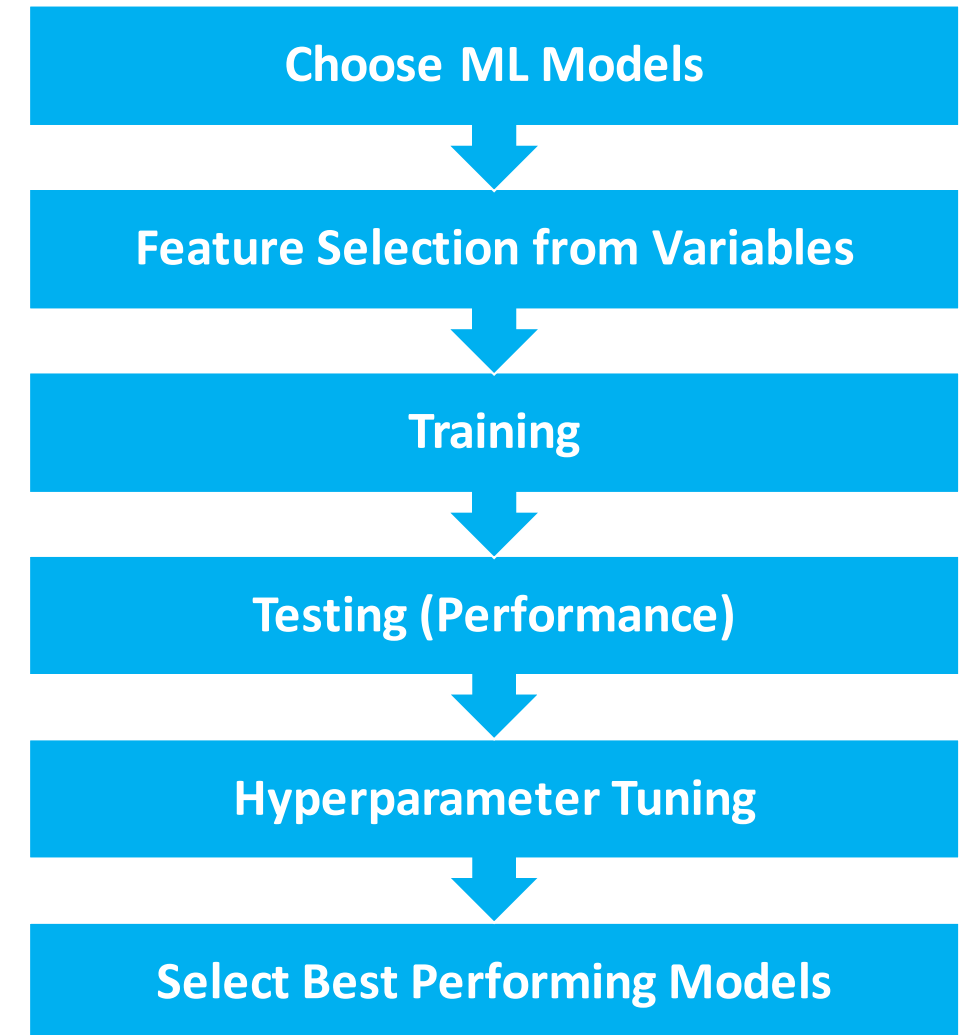 Choose ML Models
Feature Selection from Variables
Training
Testing (Performance)
Hyperparameter Tuning
Select Best Performing Models